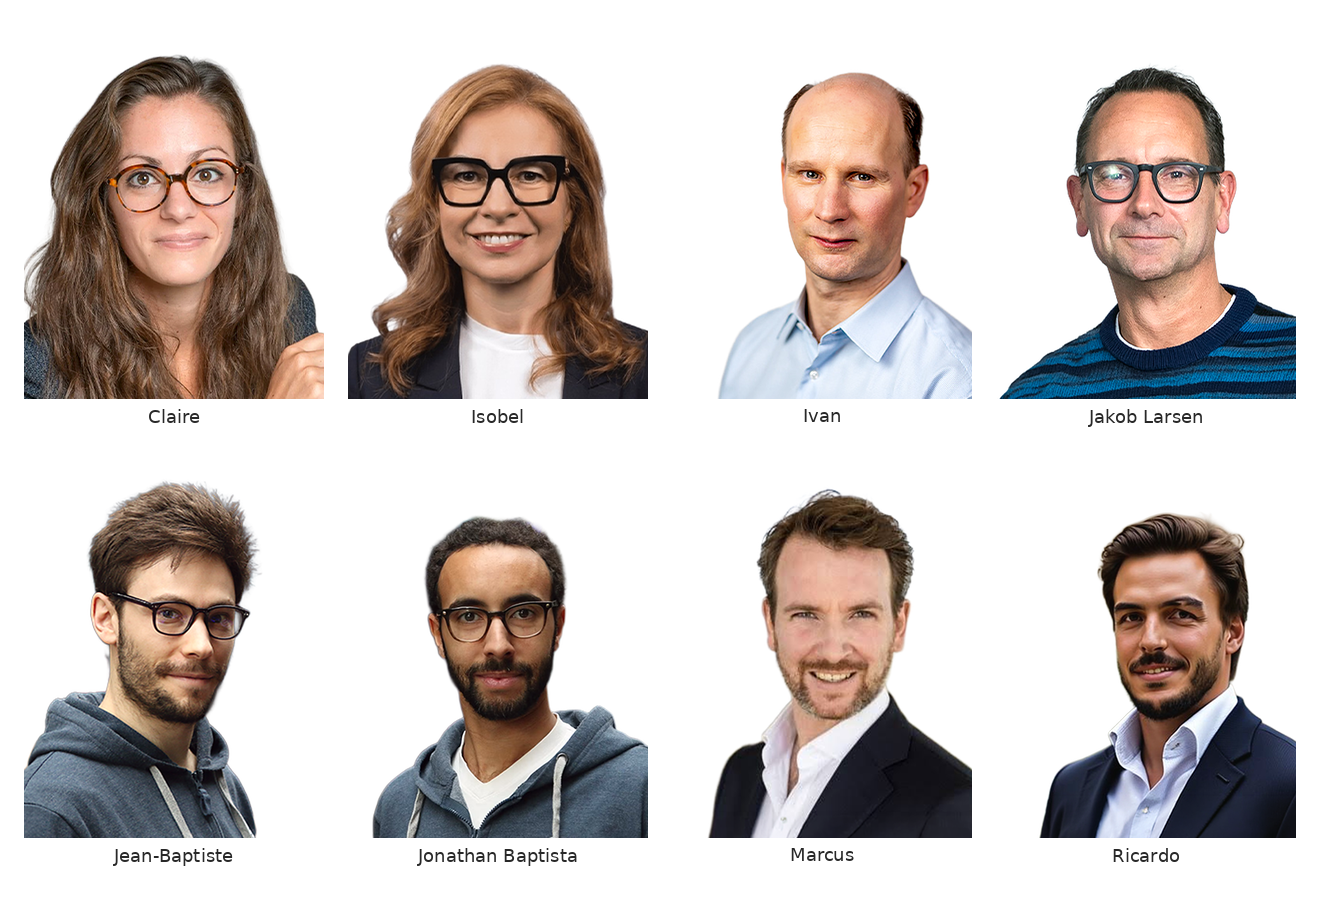 Claire
Isobel
Ivan
Jakob Larsen
Jean-Baptiste
Jonathan Baptista
Marcus
Ricardo